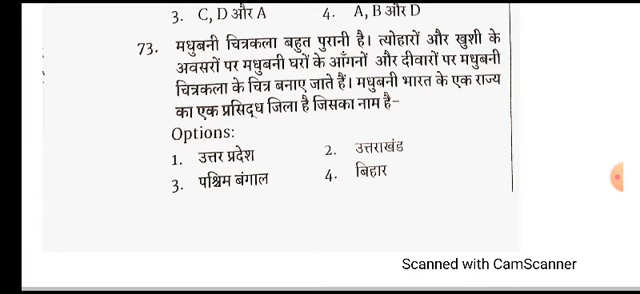 3. C, D और A 4. A, B और D
73. मधुबनी चित्रकला बहुत पुरानी है। त्योहारों और खुशी के
अवसरों पर मधुबनी घरों के आँगनों और दीवारों पर मधुबनी
चित्रकला के चित्र बनाए जाते हैं। मधुबनी भारत के एक राज्य
का एक प्रसिद्ध जिला है जिसका नाम है-
Options:
1. उत्तर प्रदेश 2. उत्तराखंड
3. पश्चिम बंगाल 4. बिहार
Scanned with CamScanner